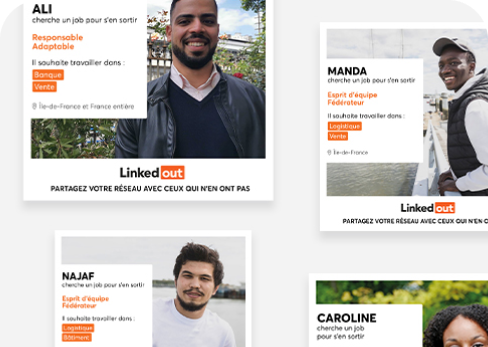 ALI
cherche un job pour s'en sortir
Responsable
Adaptable
Il souhaite travailler dans :
Banque
Vente
Île-de-France et France entière
Linked out
PARTAGEZ VOTRE RÉSEAU AVEC CEUX QUI N'EN ONT PAS
MANDA
cherche un job pour s'en sortir
Esprit d'équipe
Fédérateur
Il souhaite travailler dans :
Logistique
Vente
Île-de-France
Linked out
PARTAGEZ VOTRE RÉSEAU AVEC CEUX QUI N'EN O
NAJAF
cherche un job pour s'en sortir
Esprit d'équipe
Fédérateur
Il souhaite travailler dans :
Logistique
Bâtiment
CAROLINE
cherche un job
pour s'en sortir